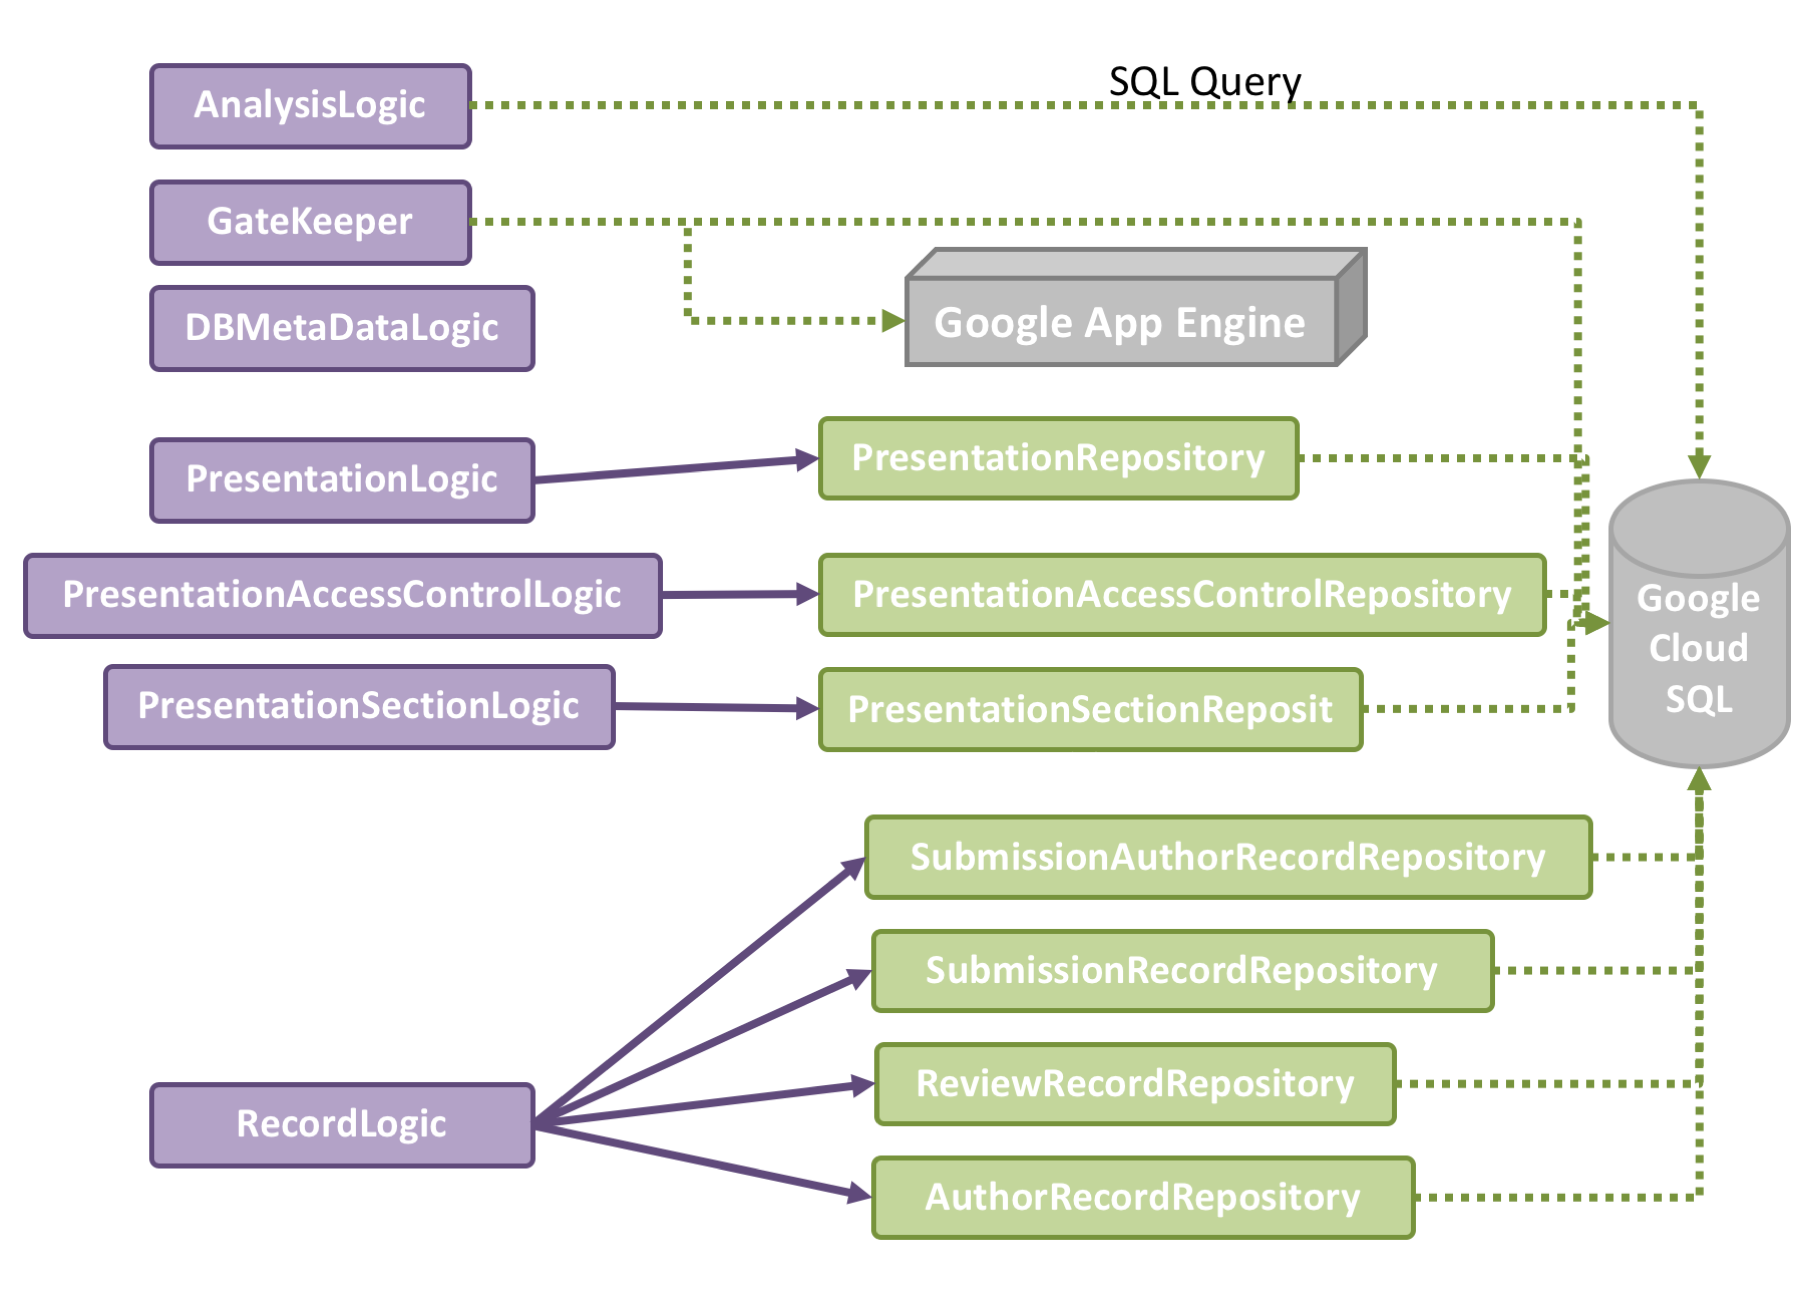 SQL Query
AnalysisLogic
GateKeeper
DBMetaDataLogic
Google App Engine
PresentationLogic
PresentationRepository
PresentationAccessControlLogic
PresentationAccessControlRepository
Google
Cloud
SQL
PresentationSectionLogic
PresentationSectionReposit
SubmissionAuthorRecordRepository
SubmissionRecordRepository
ReviewRecordRepository
RecordLogic
AuthorRecordRepository